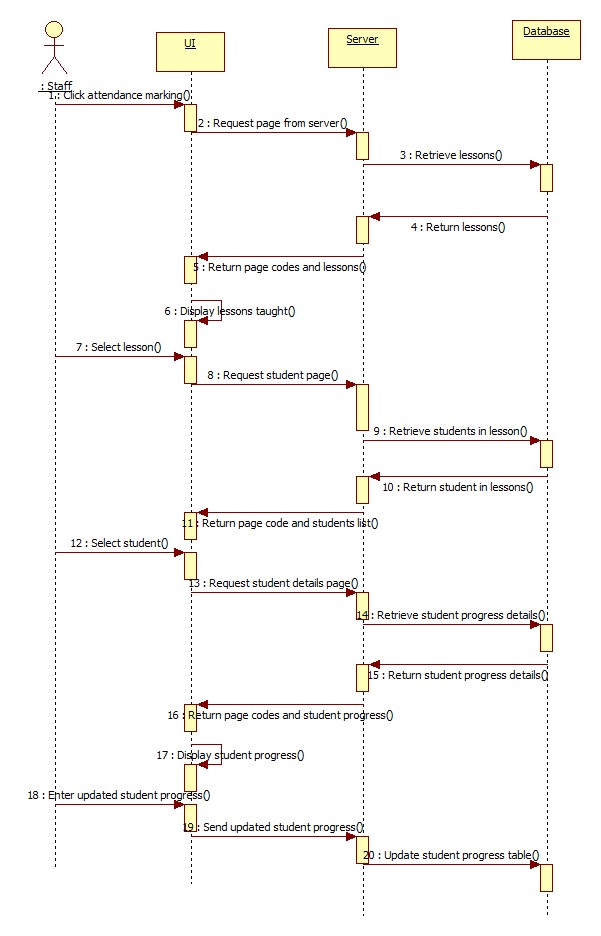 UI
Server
Database
: Staff
1 : Click attendance marking()
2 : Request page from server()
3 : Retrieve lessons()
4 : Return lessons()
5 : Return page codes and lessons()
6 : Display lessons taught()
7 : Select lesson()
8 : Request student page()
9 : Retrieve students in lesson()
10 : Return student in lessons()
11 : Return page code and students list()
12 : Select student()
13 : Request student details page()
14 : Retrieve student progress details()
15 : Return student progress details()
16 : Return page codes and student progress()
17 : Display student progress()
18 : Enter updated student progress()
19 : Send updated student progress()
20 : Update student progress table()